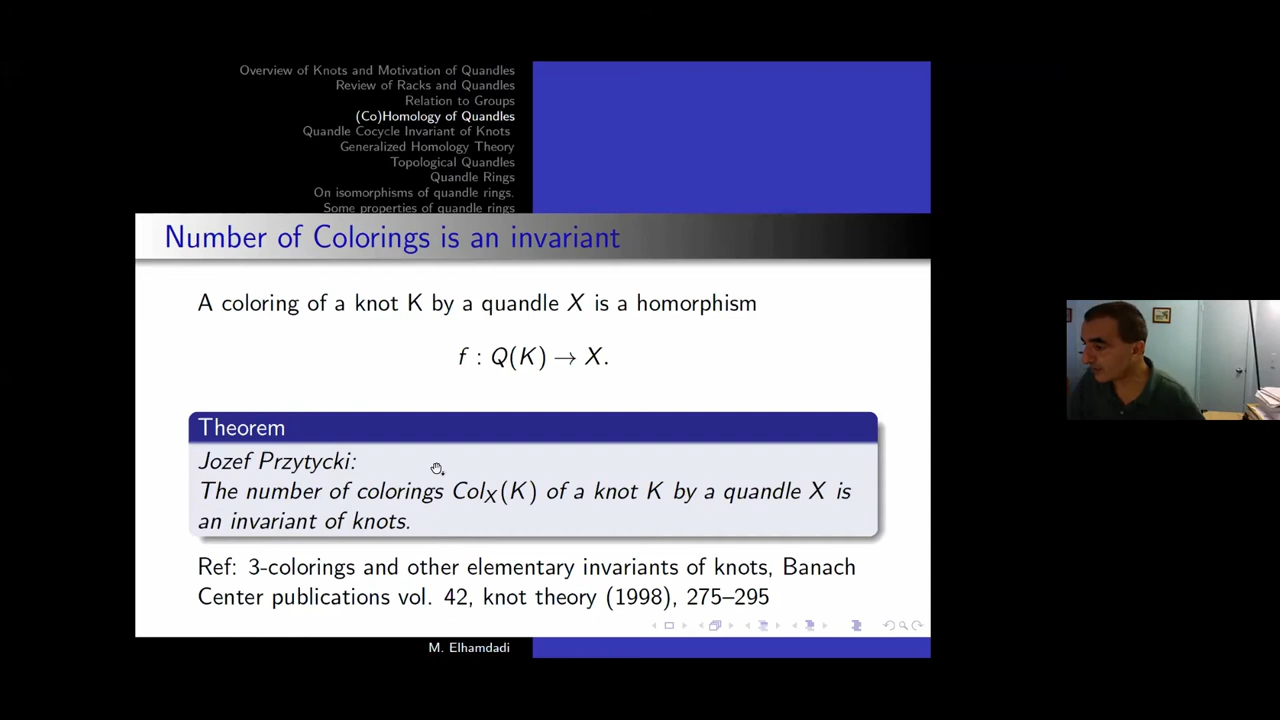 Overview of Knots and Motivation of Quandles
Review of Racks and Quandles
Relation to Groups
(Co)Homology of Quandles
Quandle Cocycle Invariant of Knots
Generalized Homology Theory
Topological Quandles
Quandle Rings
On isomorphisms of quandle rings.
Some properties of quandle rings
Number of Colorings is an invariant
A coloring of a knot K by a quandle X is a homorphism
f : Q(K) → X.
Theorem
Jozef Przytycki:
The number of colorings Col_X(K) of a knot K by a quandle X is
an invariant of knots.
Ref: 3-colorings and other elementary invariants of knots, Banach
Center publications vol. 42, knot theory (1998), 275–295
M. Elhamdadi